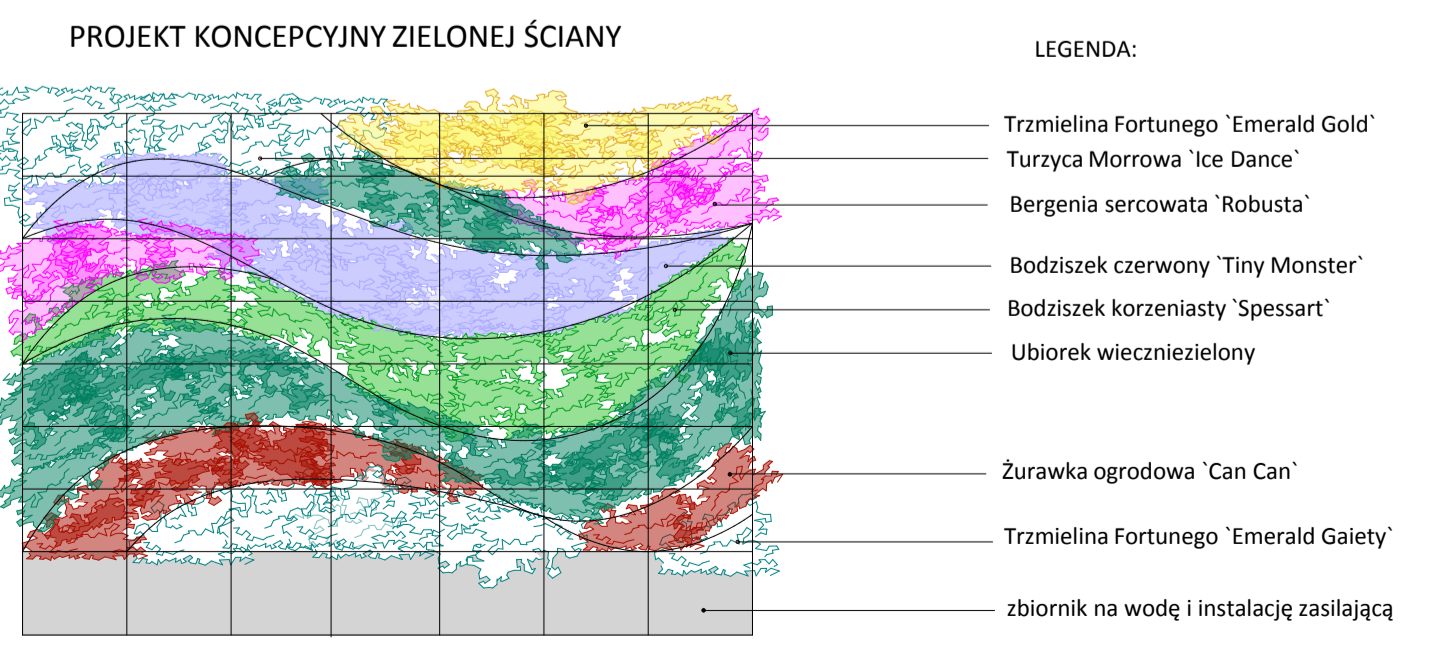 PROJEKT KONCEPCYJNY ZIELONEJ ŚCIANY
LEGENDA:
Trzmielina Fortunego `Emerald Gold`
Turzyca Morrowa `Ice Dance`
Bergenia sercowata `Robusta`
Bodziszek czerwony `Tiny Monster`
Bodziszek korzeniasty `Spessart`
Ubiorek wieczniezielony
Żurawka ogrodowa `Can Can`
Trzmielina Fortunego `Emerald Gaiety`
zbiornik na wodę i instalację zasilającą